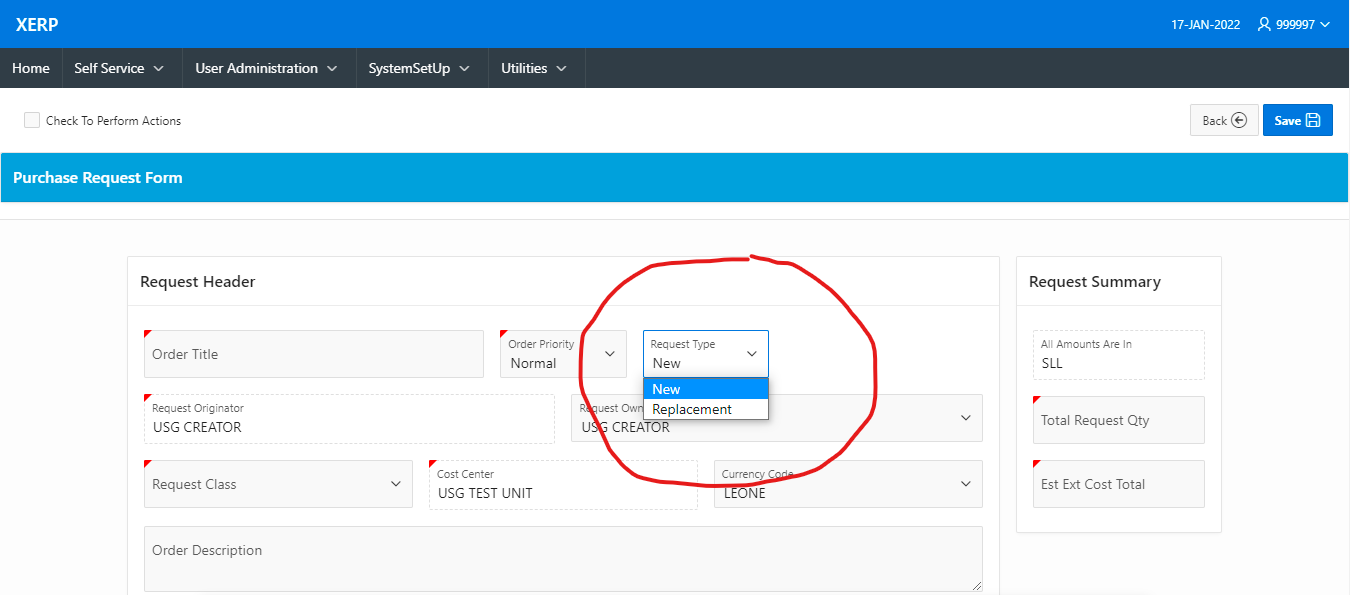 XERP
17-JAN-2022 999997
Home Self Service User Administration SystemSetUp Utilities
Check To Perform Actions
Back Save
Purchase Request Form
Request Header
Order Title
Order Priority
Normal
Request Type
New
New
Replacement
Request Originator
USG CREATOR
Request Own
USG CREATOR
Request Class
Cost Center
USG TEST UNIT
Currency Code
LEONE
Order Description
Request Summary
All Amounts Are In
SLL
Total Request Qty
Est Ext Cost Total